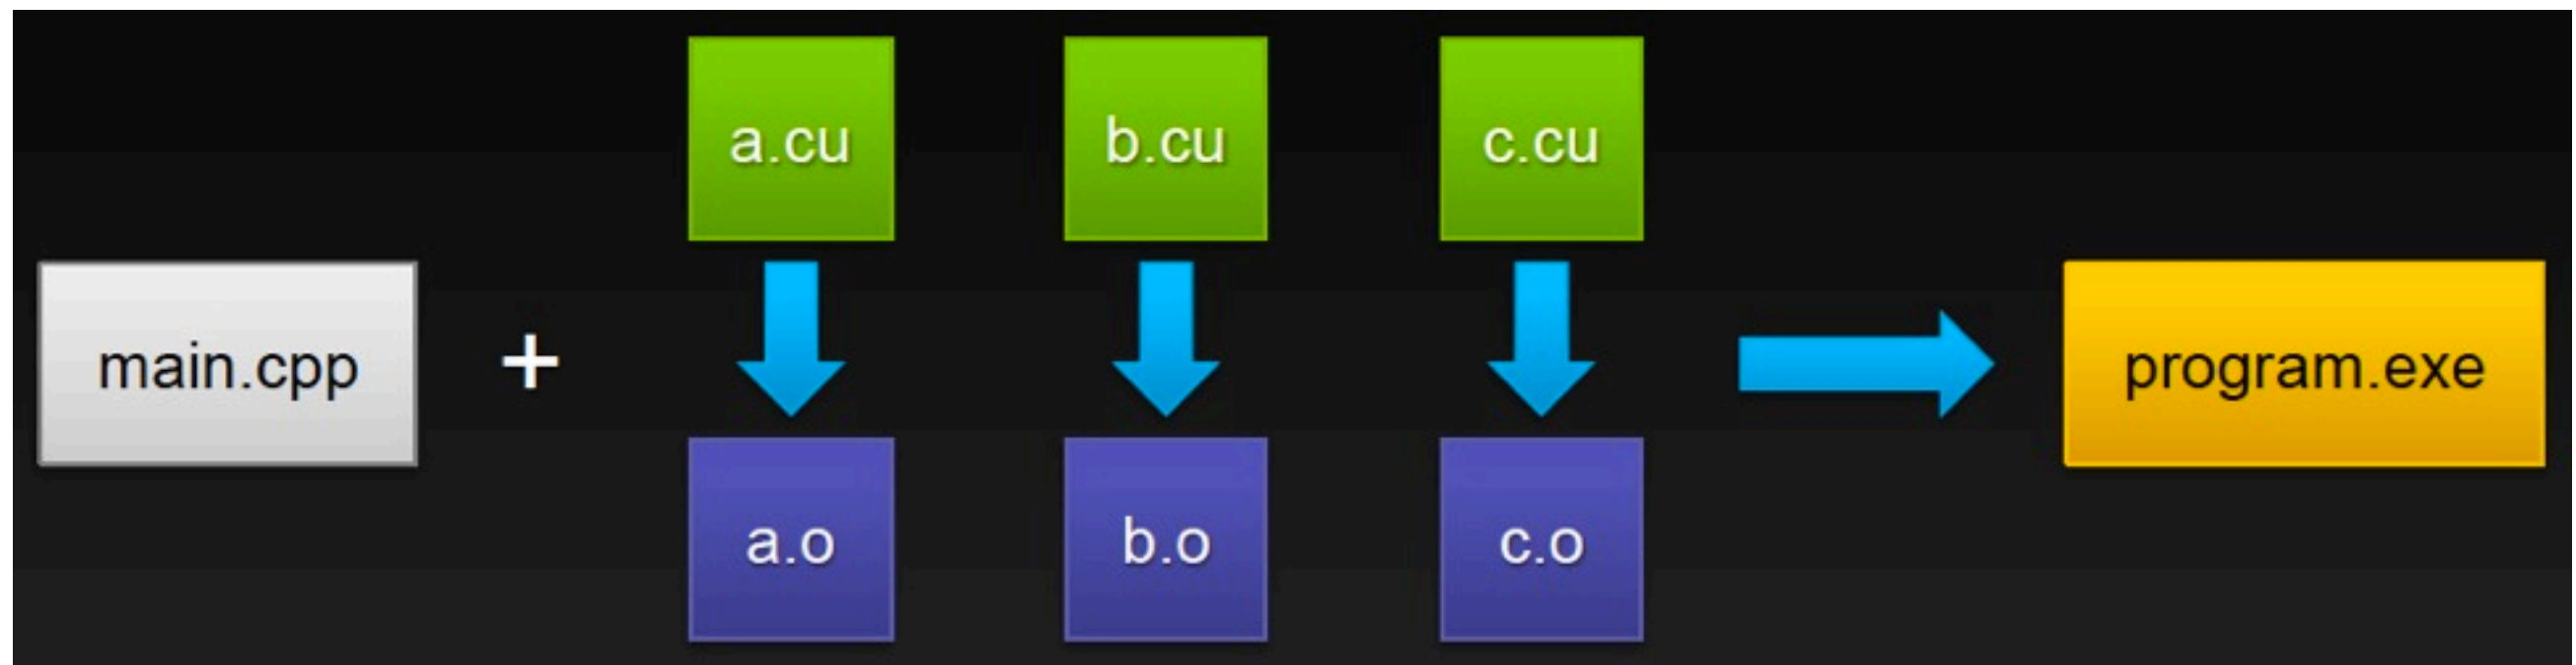 a.cu
b.cu
c.cu
main.cpp
+
program.exe
a.o
b.o
c.o